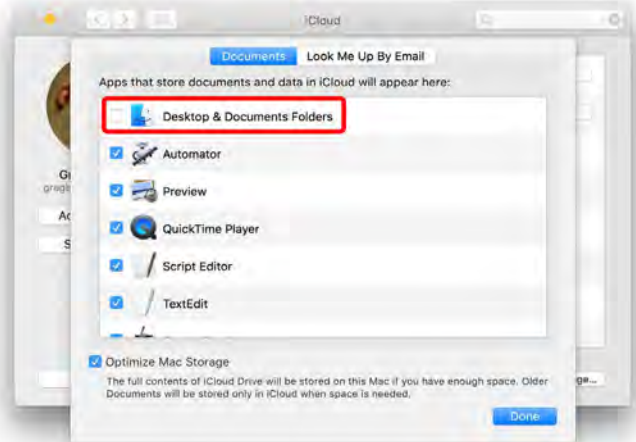 iCloud
Documents Look Me Up By Email
Apps that store documents and data in iCloud will appear here:
Desktop & Documents Folders
Automator
Preview
QuickTime Player
Script Editor
TextEdit
Optimize Mac Storage
The full contents of iCloud Drive will be stored on this Mac if you have enough space. Older
Documents will be stored only in iCloud when space is needed.
Done